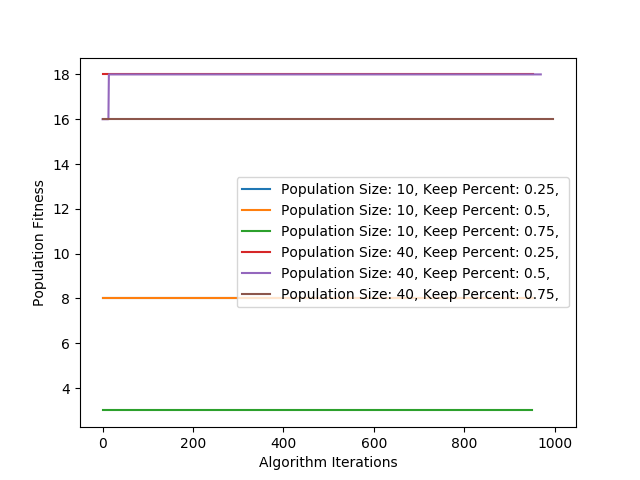 18
16
14
12
10
8
6
4
Population Fitness
Population Size: 10, Keep Percent: 0.25,
Population Size: 10, Keep Percent: 0.5,
Population Size: 10, Keep Percent: 0.75,
Population Size: 40, Keep Percent: 0.25,
Population Size: 40, Keep Percent: 0.5,
Population Size: 40, Keep Percent: 0.75,
0 200 400 600 800 1000
Algorithm Iterations